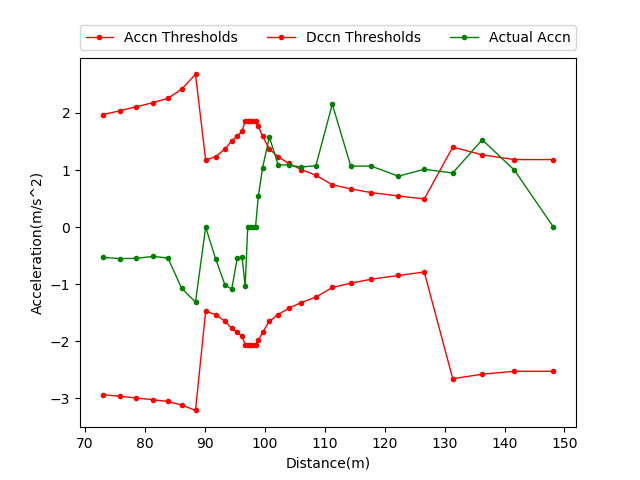 Accn Thresholds Dccn Thresholds Actual Accn
Acceleration(m/s^2)
2
1
0
−1
−2
−3
70 80 90 100 110 120 130 140 150
Distance(m)